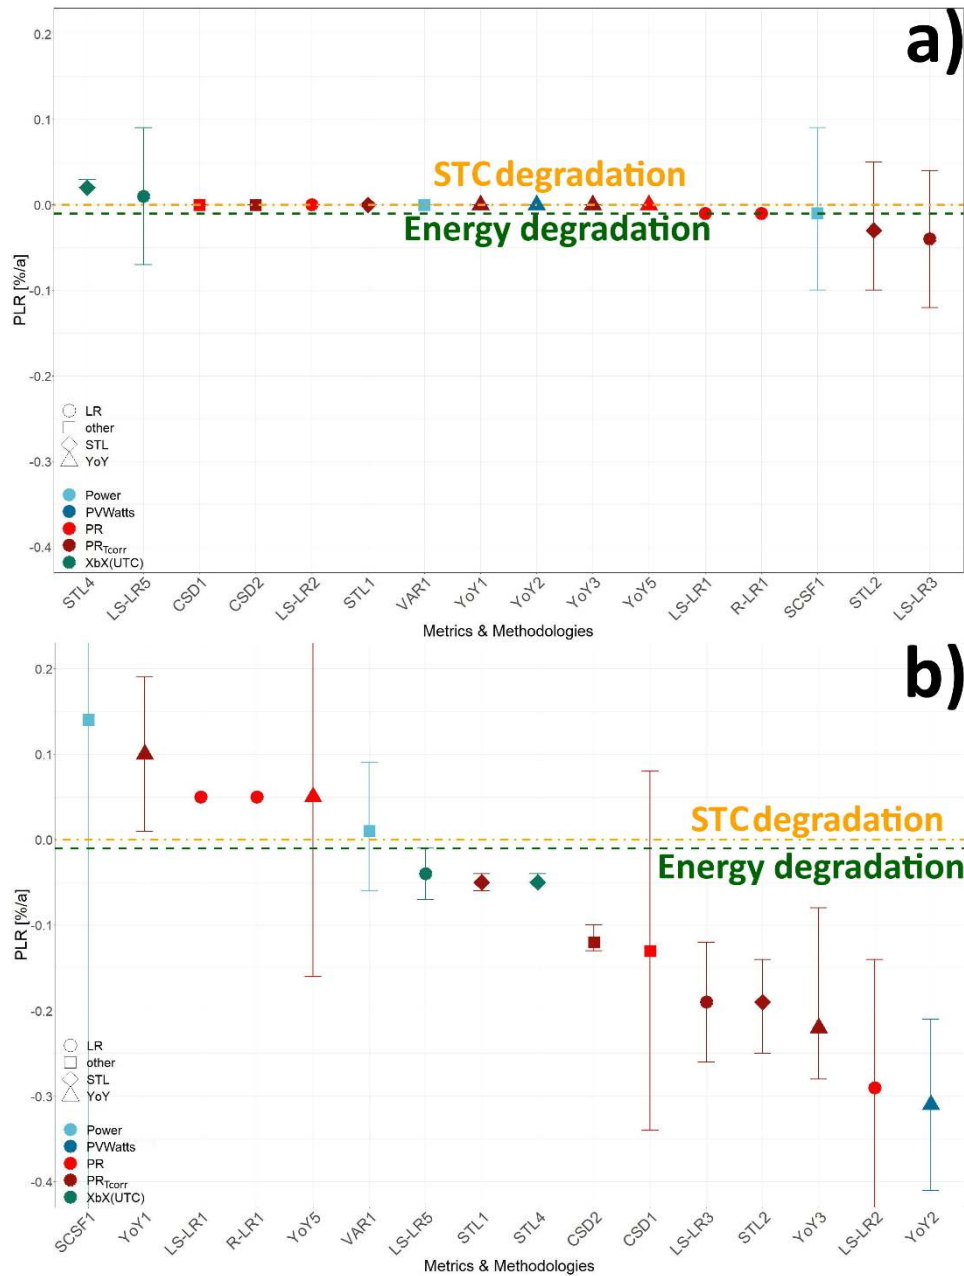 a)
0.2
0.1
0.0
-0.1
-0.2
-0.3
-0.4
PLR [%/a]
STC degradation
Energy degradation
LR
other
STL
YoY
Power
PVWatts
PR
PRTcorr
XbX(UTC)
STL4 LS-LR5 CSD1 CSD2 LS-LR2 STL1 VAR1 YoY1 YoY2 YoY3 YoY5 LS-LR1 R-LR1 SCSF1 STL2 LS-LR3
Metrics & Methodologies
b)
0.2
0.1
0.0
-0.1
-0.2
-0.3
-0.4
PLR [%/a]
STC degradation
Energy degradation
LR
other
STL
YoY
Power
PVWatts
PR
PRTcorr
XbX(UTC)
SCSF1 YoY1 LS-LR1 R-LR1 YoY5 VAR1 LS-LR5 STL1 STL4 CSD2 CSD1 LS-LR3 STL2 YoY3 LS-LR2 YoY2
Metrics & Methodologies